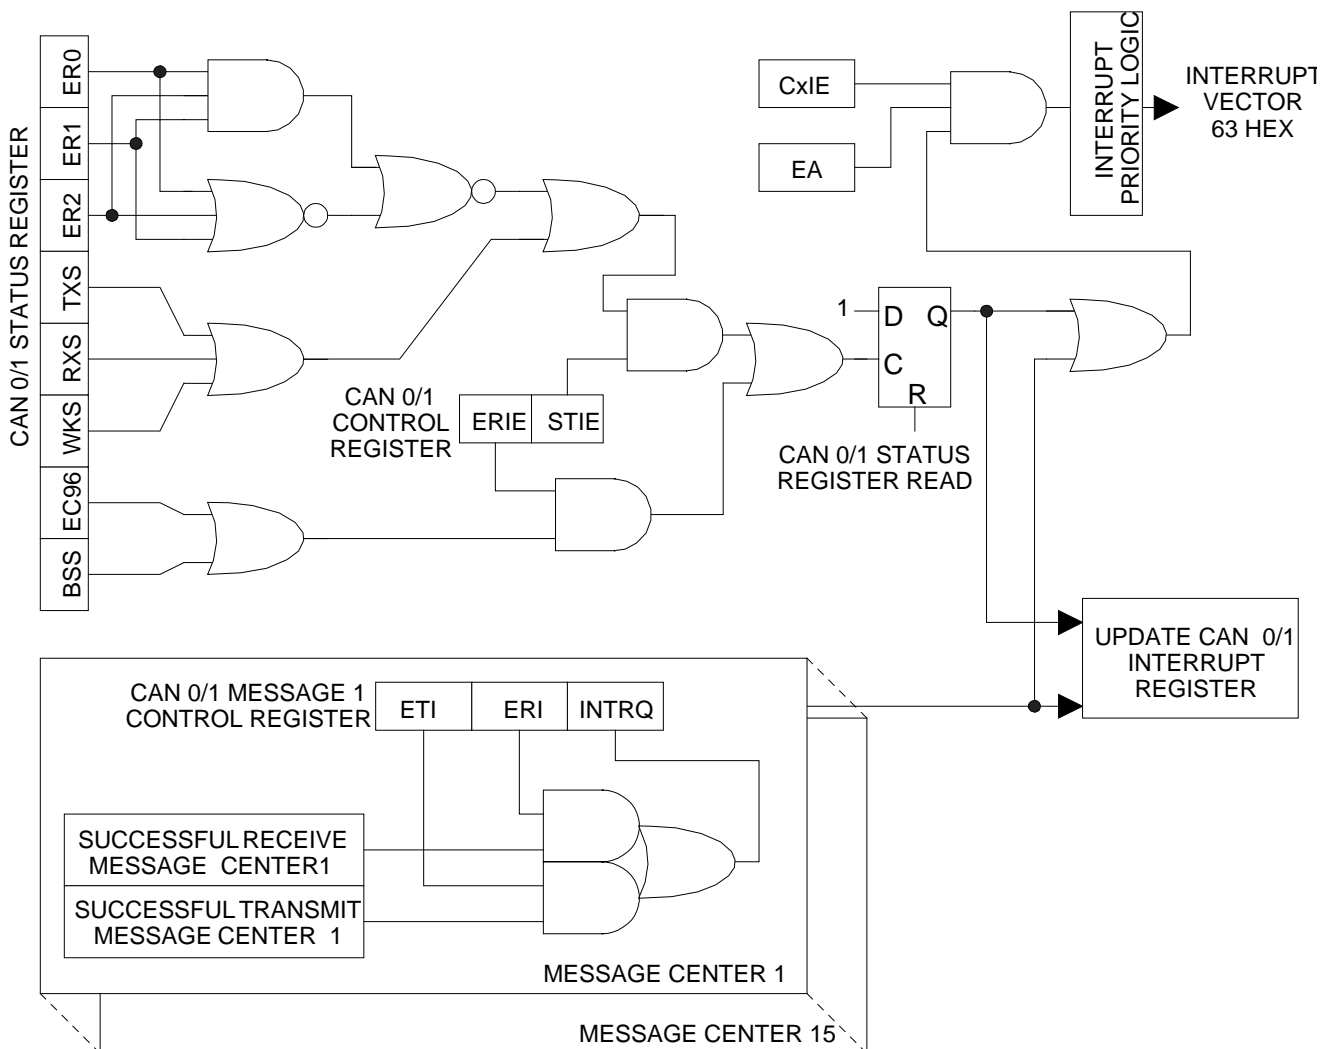 CAN 0/1 STATUS REGISTER
ER0
ER1
ER2
TXS
RXS
WKS
EC96
BSS
CxIE
EA
INTERRUPT
PRIORITY LOGIC
INTERRUPT
VECTOR
63 HEX
CAN 0/1
CONTROL
REGISTER
ERIE
STIE
1
D
Q
C
R
CAN 0/1 STATUS
REGISTER READ
UPDATE CAN 0/1
INTERRUPT
REGISTER
CAN 0/1 MESSAGE 1
CONTROL REGISTER
ETI
ERI
INTRQ
SUCCESSFUL RECEIVE
MESSAGE CENTER1
SUCCESSFUL TRANSMIT
MESSAGE CENTER 1
MESSAGE CENTER 1
MESSAGE CENTER 15